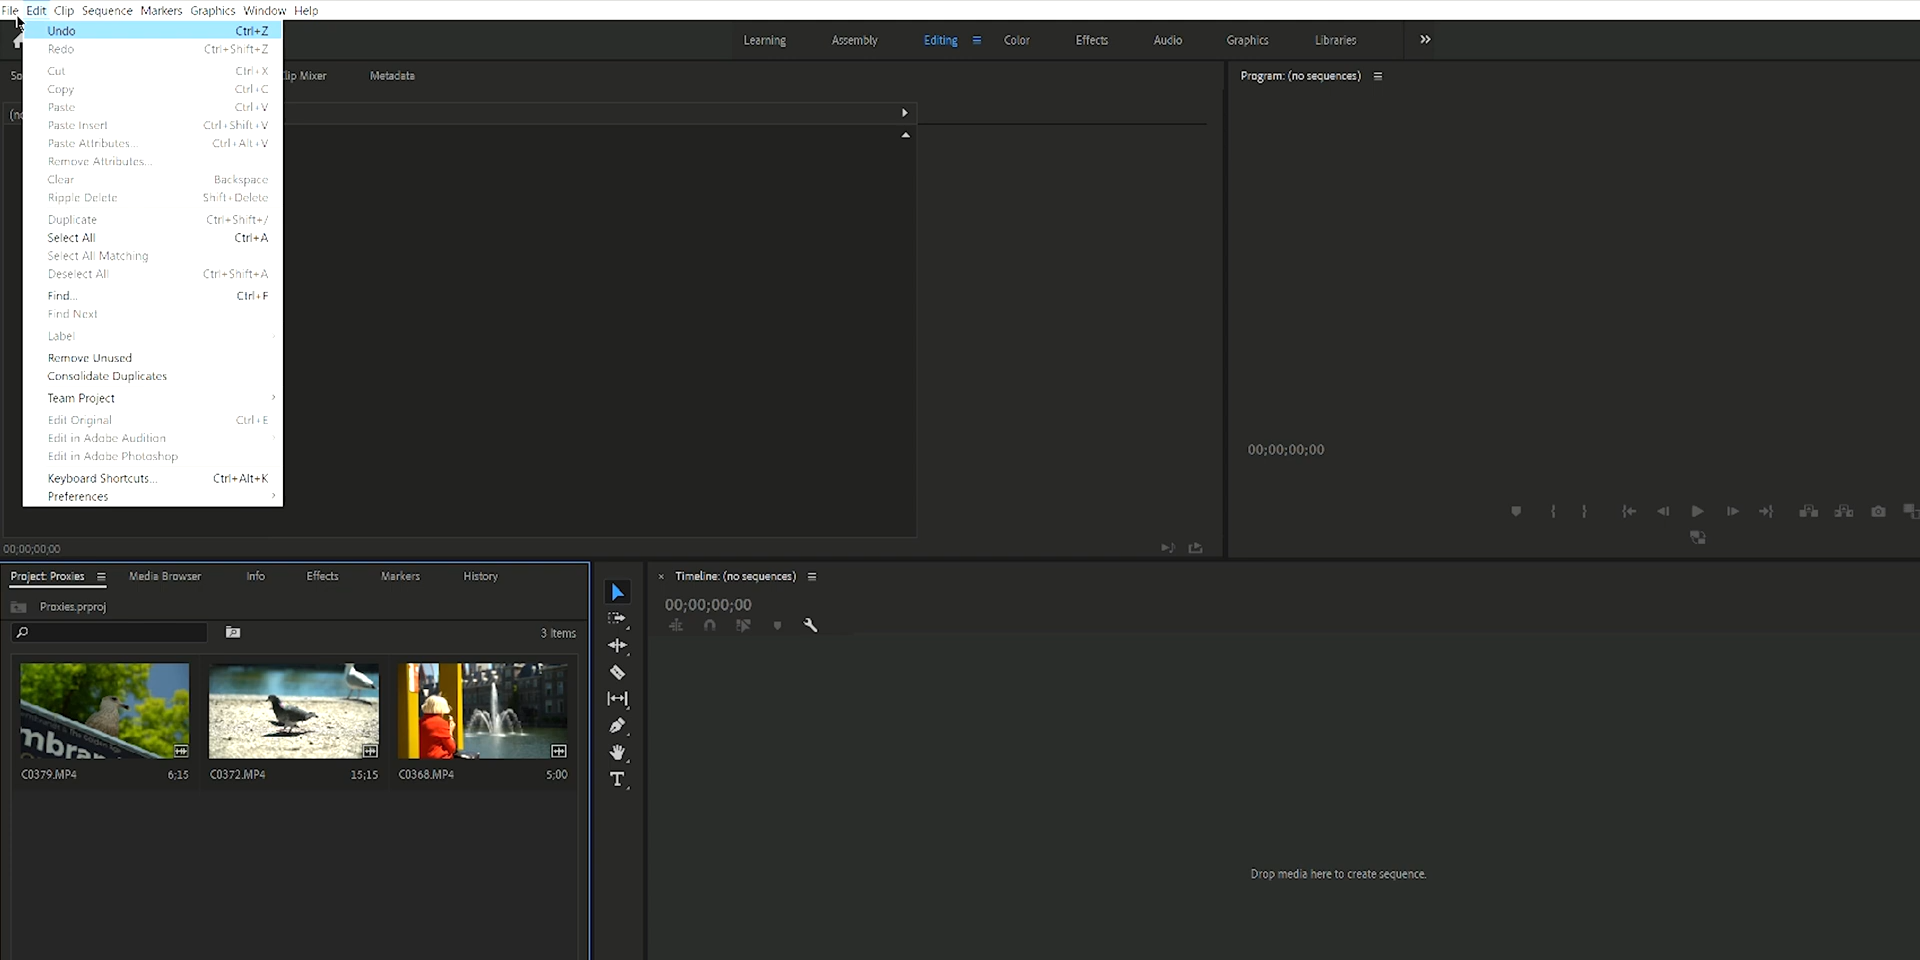 File Edit Clip Sequence Markers Graphics Window Help
Undo Ctrl+Z
Redo Ctrl+Shift+Z
Cut Ctrl+X
Copy Ctrl+C
Paste Ctrl+V
Paste Insert Ctrl+Shift+V
Paste Attributes... Ctrl+Alt+V
Remove Attributes...
Clear Backspace
Ripple Delete Shift+Delete
Duplicate Ctrl+Shift+/
Select All Ctrl+A
Select All Matching
Deselect All Ctrl+Shift+A
Find... Ctrl+F
Find Next
Label
Remove Unused
Consolidate Duplicates
Team Project
Edit Original Ctrl+E
Edit in Adobe Audition
Edit in Adobe Photoshop
Keyboard Shortcuts... Ctrl+Alt+K
Preferences
Learning Assembly Editing Color Effects Audio Graphics Libraries
Mixer Metadata
Program: (no sequences)
00;00;00;00
00;00;00;00
Project: Proxies Media Browser Info Effects Markers History
Proxies.prproj
3 Items
C0379.MP4 6;15
C0372.MP4 15;15
C0368.MP4 5;00
Timeline: (no sequences)
00;00;00;00
Drop media here to create sequence.